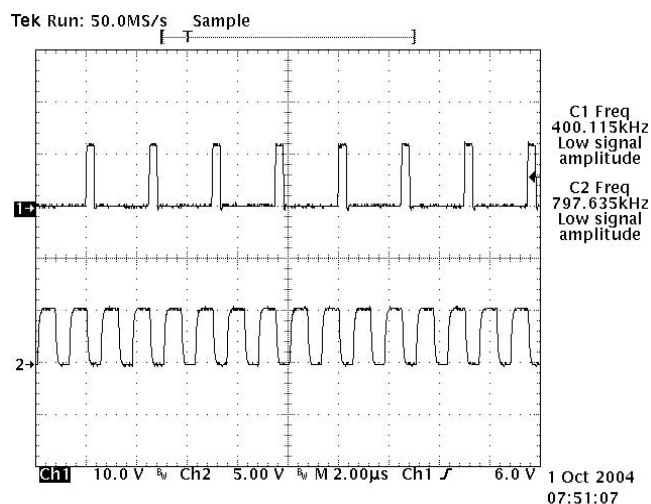 Tek Run: 50.0MS/s Sample
T
C1 Freq
400.115kHz
Low signal
amplitude
C2 Freq
797.635kHz
Low signal
amplitude
1
2
Ch1 10.0 V BW Ch2 5.00 V BW M 2.00µs Ch1 6.0 V
1 Oct 2004
07:51:07